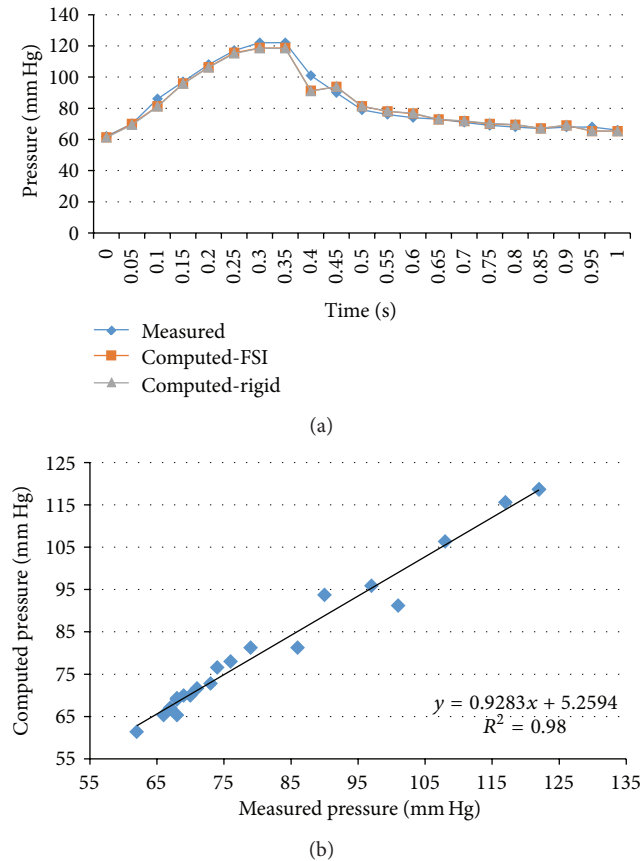 140
120
100
80
60
40
20
0
Pressure (mm Hg)
0 0.05 0.1 0.15 0.2 0.25 0.3 0.35 0.4 0.45 0.5 0.55 0.6 0.65 0.7 0.75 0.8 0.85 0.9 0.95 1
Time (s)
Measured
Computed-FSI
Computed-rigid
(a)
125
115
105
95
85
75
65
55
Computed pressure (mm Hg)
y = 0.9283x + 5.2594
R² = 0.98
55 65 75 85 95 105 115 125 135
Measured pressure (mm Hg)
(b)